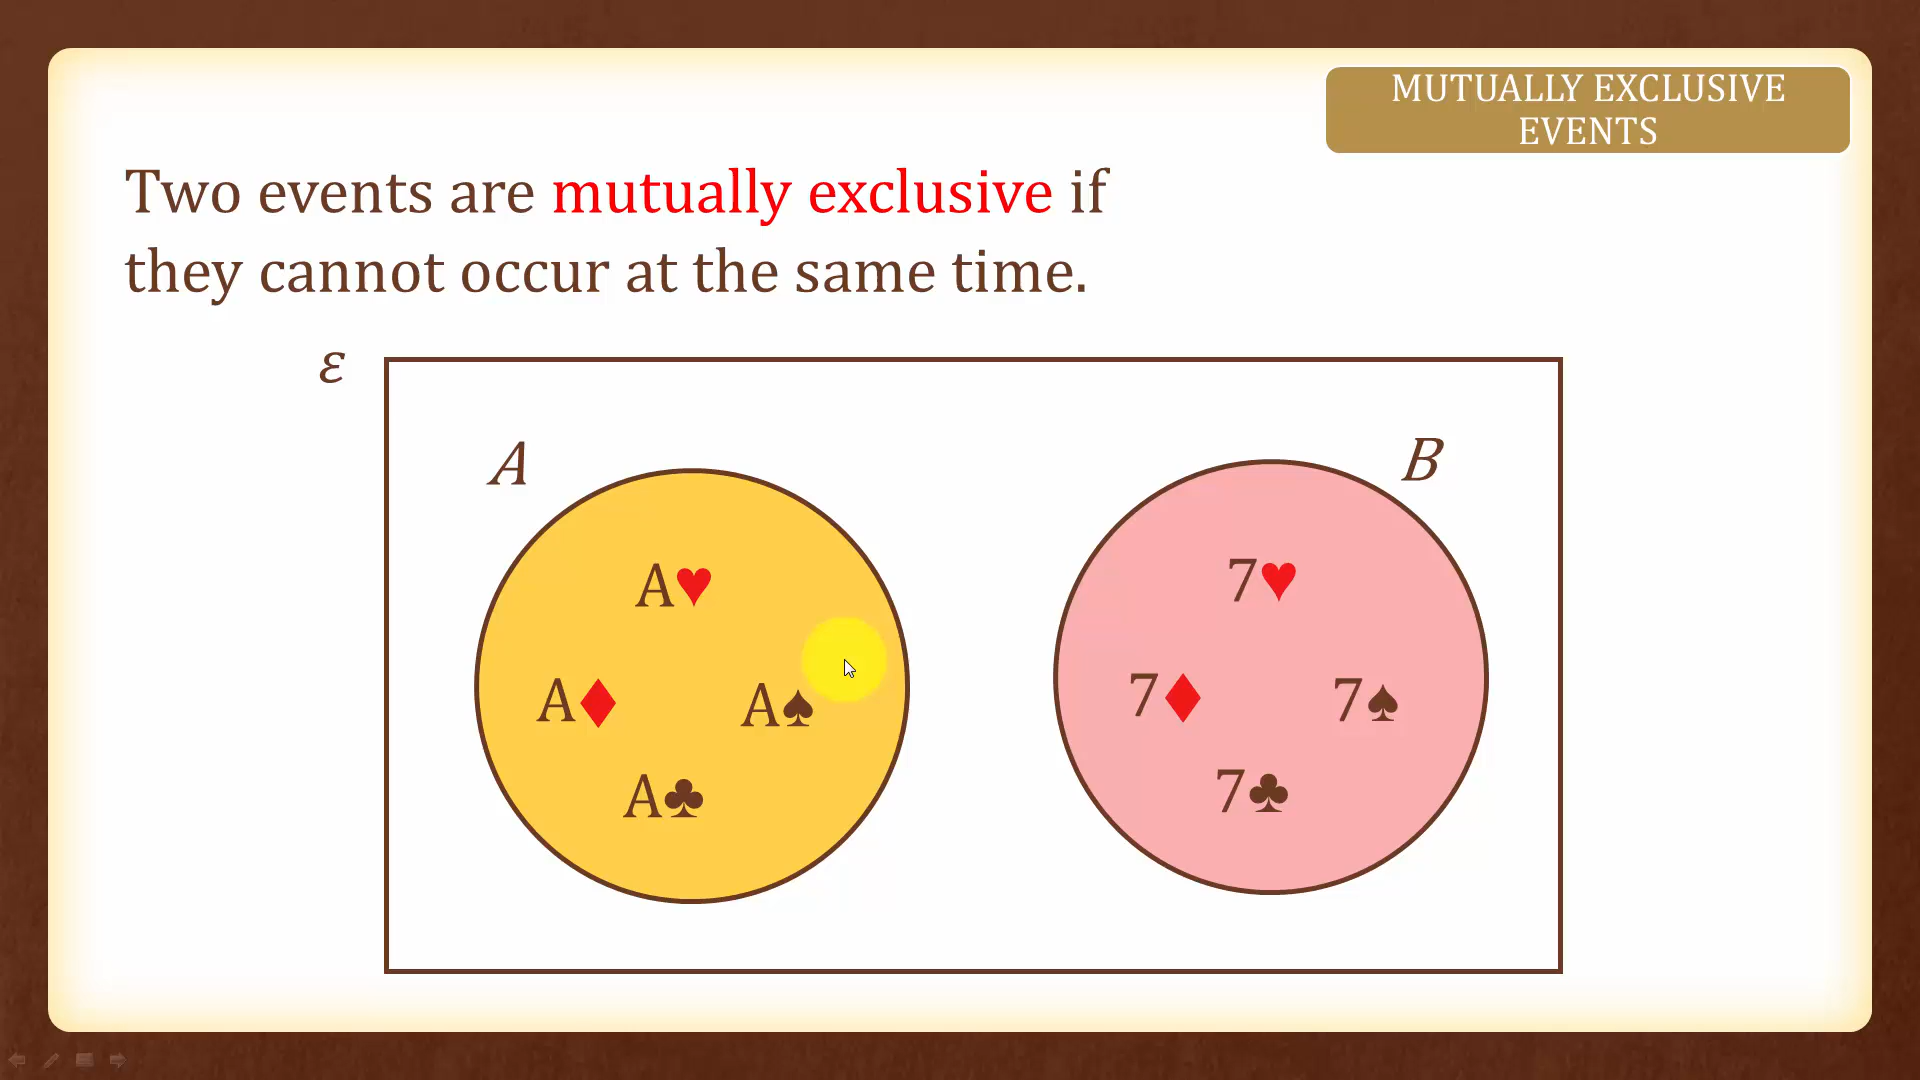 MUTUALLY EXCLUSIVE
EVENTS
Two events are mutually exclusive if
they cannot occur at the same time.
ε
A
B
A♥
7♥
A♦
A♠
7♦
7♠
A♣
7♣